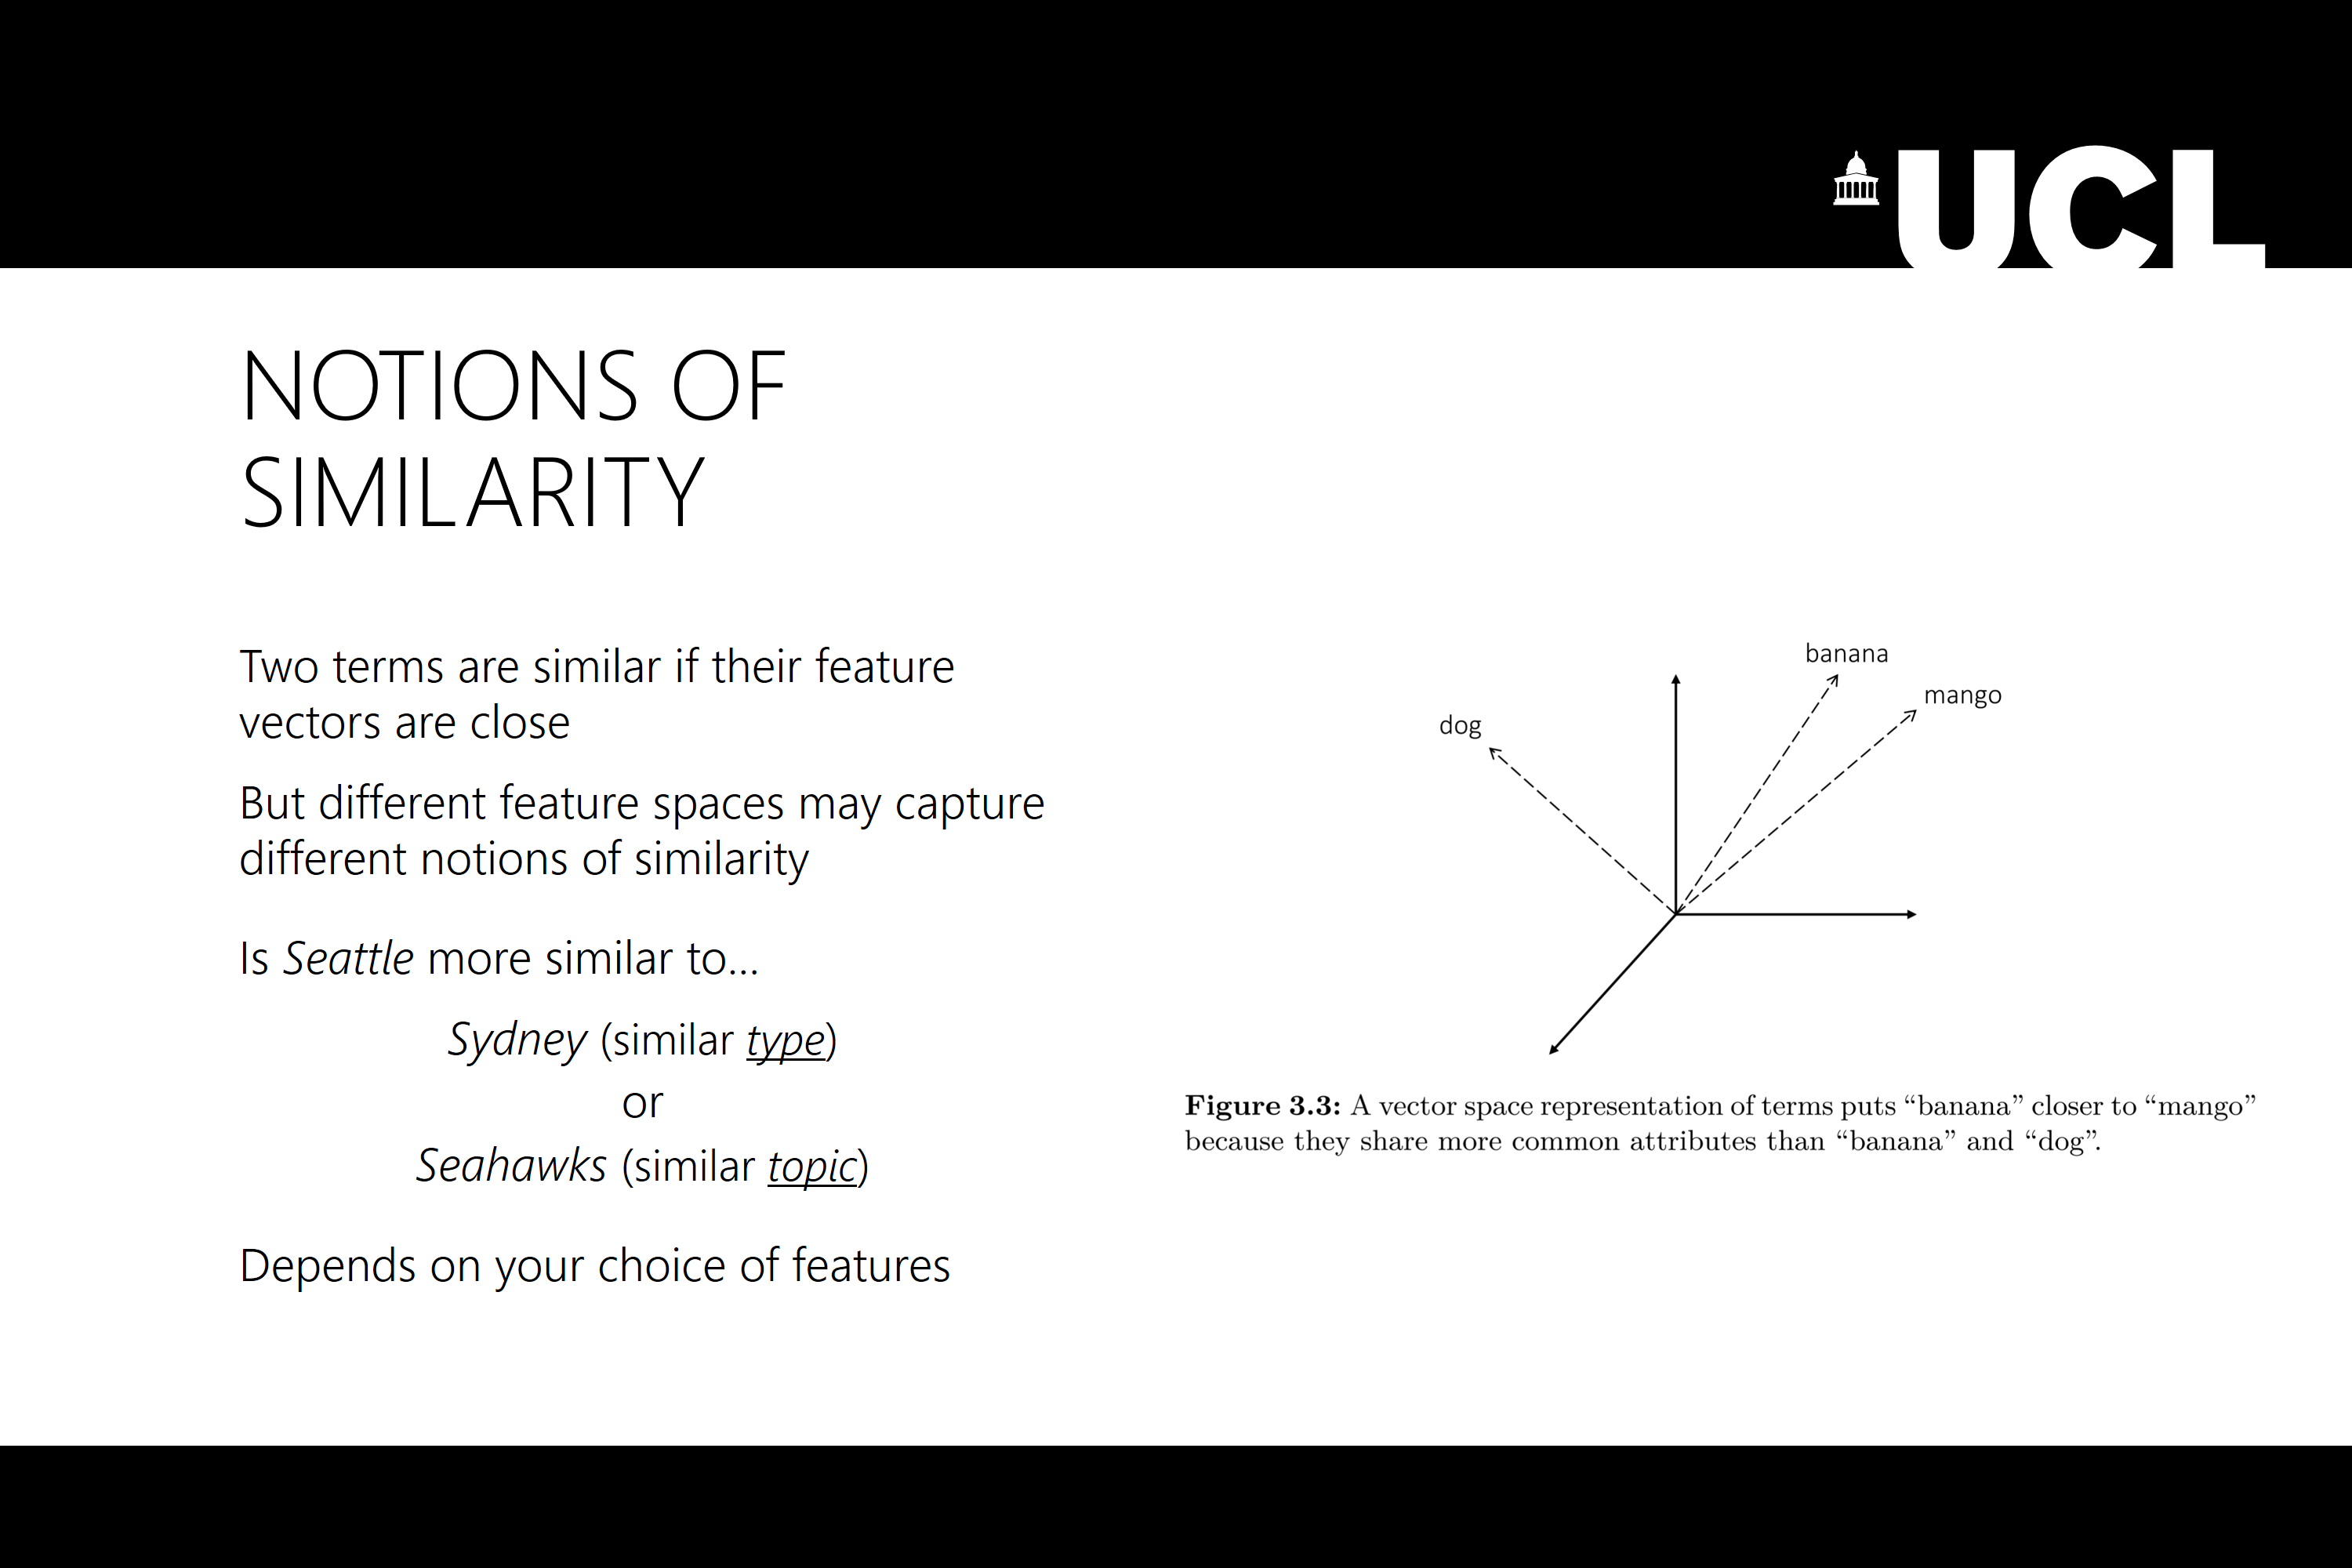 UCL
NOTIONS OF
SIMILARITY
Two terms are similar if their feature
vectors are close
But different feature spaces may capture
different notions of similarity
Is Seattle more similar to...
Sydney (similar type)
or
Seahawks (similar topic)
Depends on your choice of features
banana
mango
dog
Figure 3.3: A vector space representation of terms puts “banana” closer to “mango”
because they share more common attributes than “banana” and “dog”.